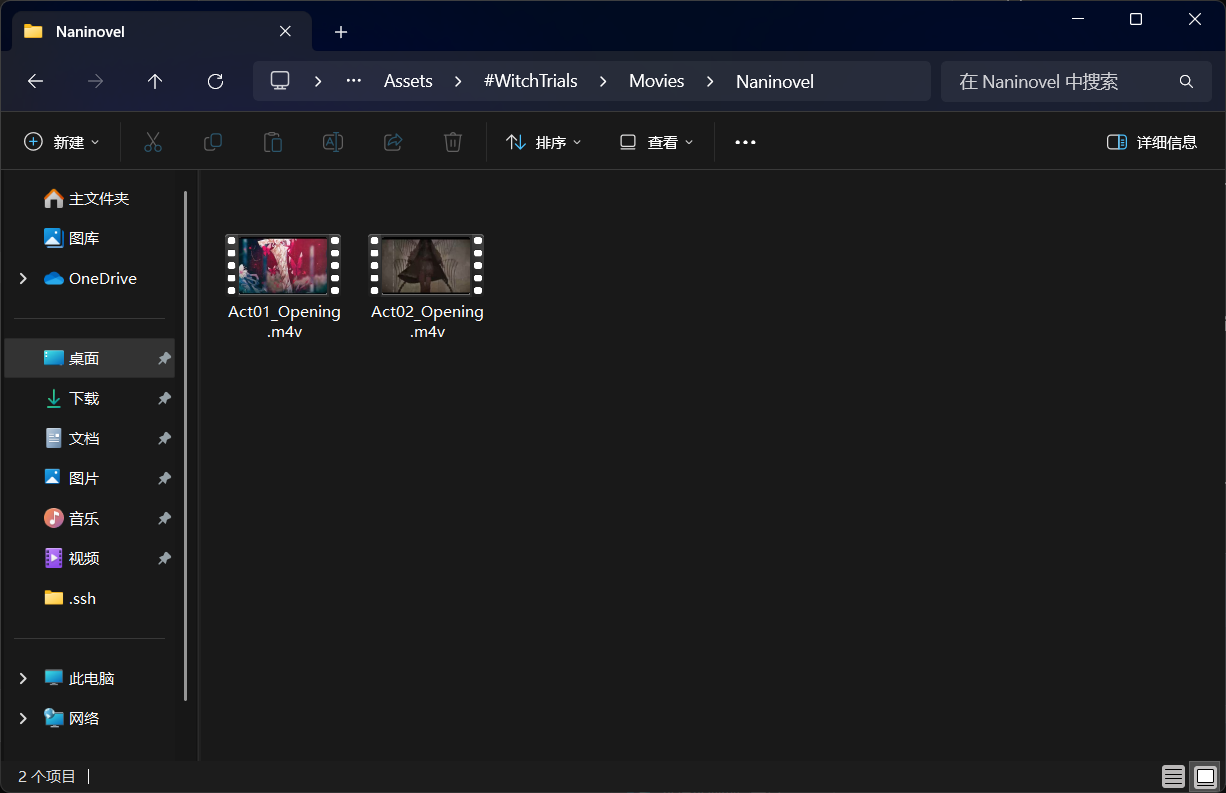 Naninovel
Assets
#WitchTrials
Movies
Naninovel
在 Naninovel 中搜索
新建
排序
查看
详细信息
主文件夹
图库
OneDrive
桌面
下载
文档
图片
音乐
视频
.ssh
此电脑
网络
Act01_Opening
.m4v
Act02_Opening
.m4v
2 个项目